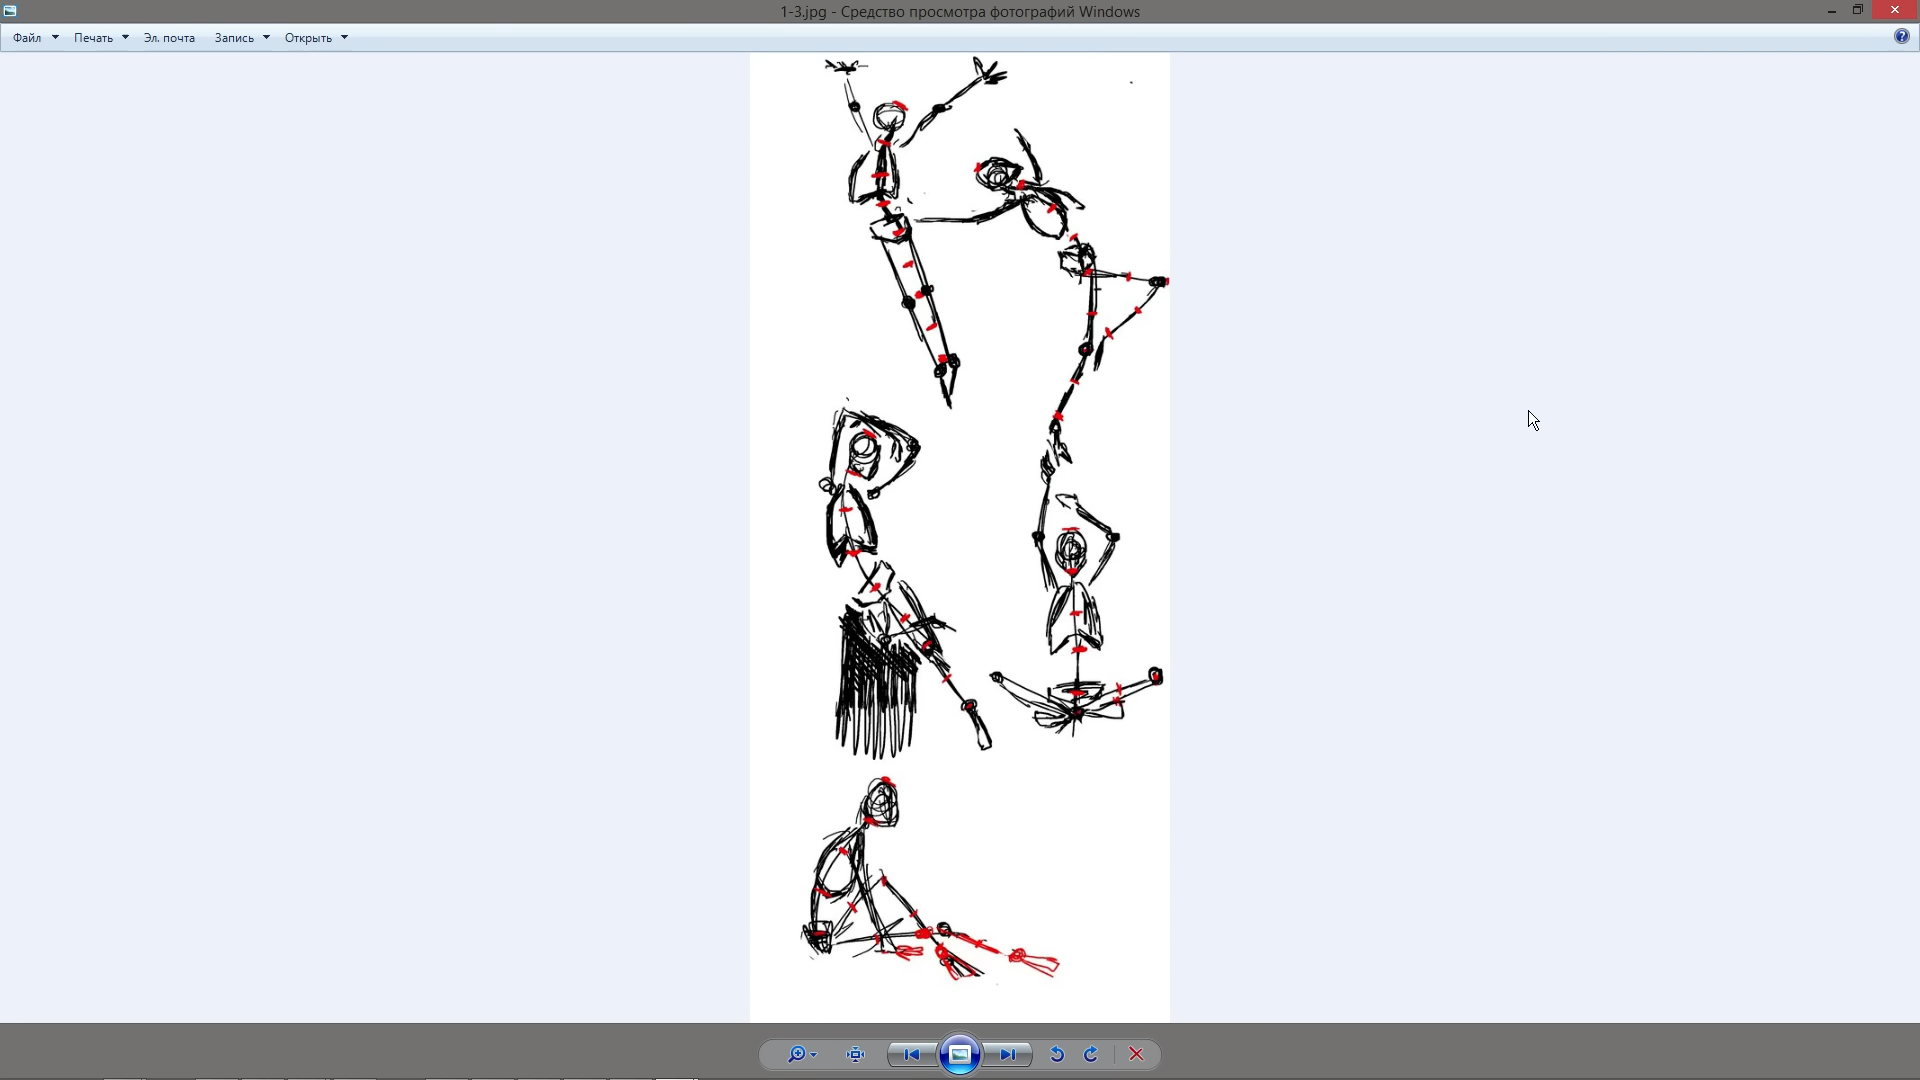 1-3.jpg - Средство просмотра фотографий Windows
Файл Печать Эл. почта Запись Открыть